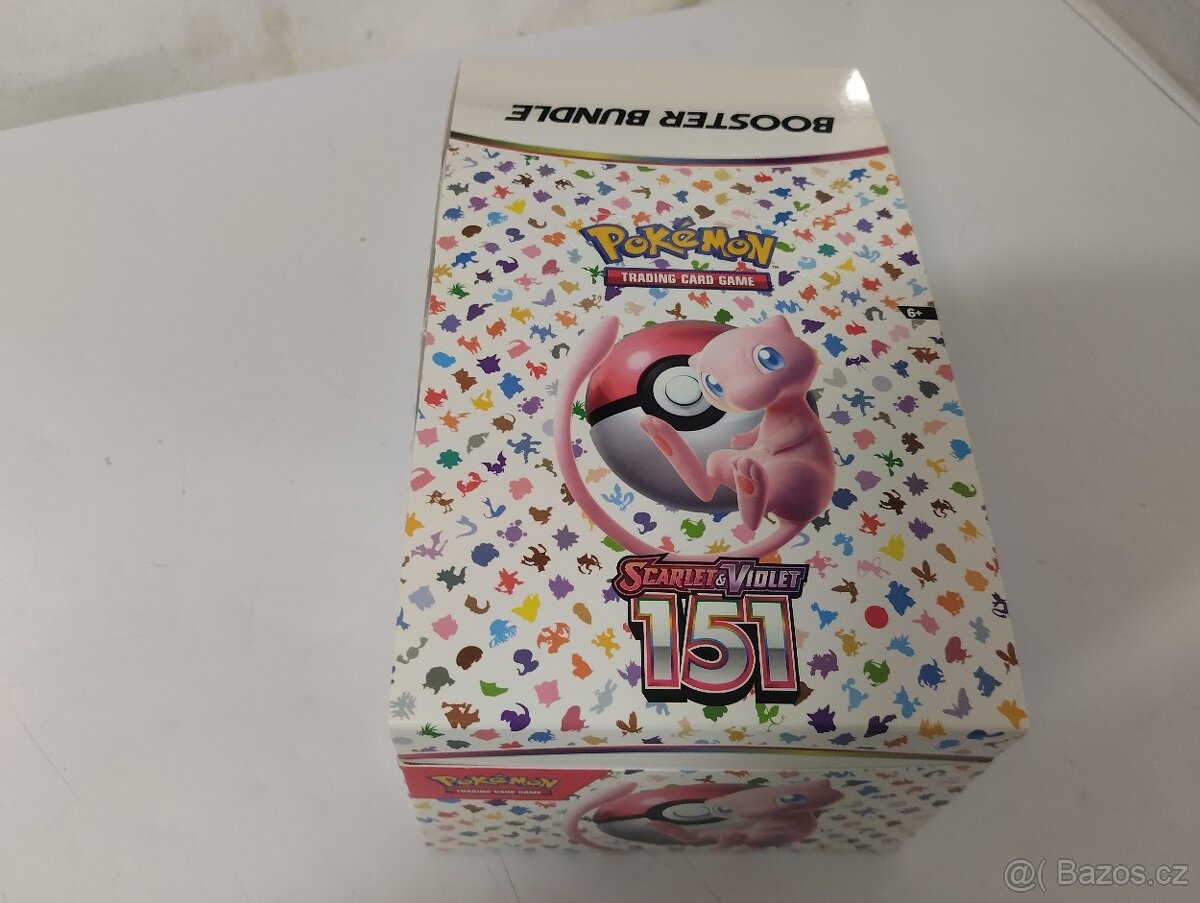 BOOSTER BUNDLE
POKéMON
TRADING CARD GAME
6+
SCARLET & VIOLET
151
POKéMON
TRADING CARD GAME
@( Bazos.cz